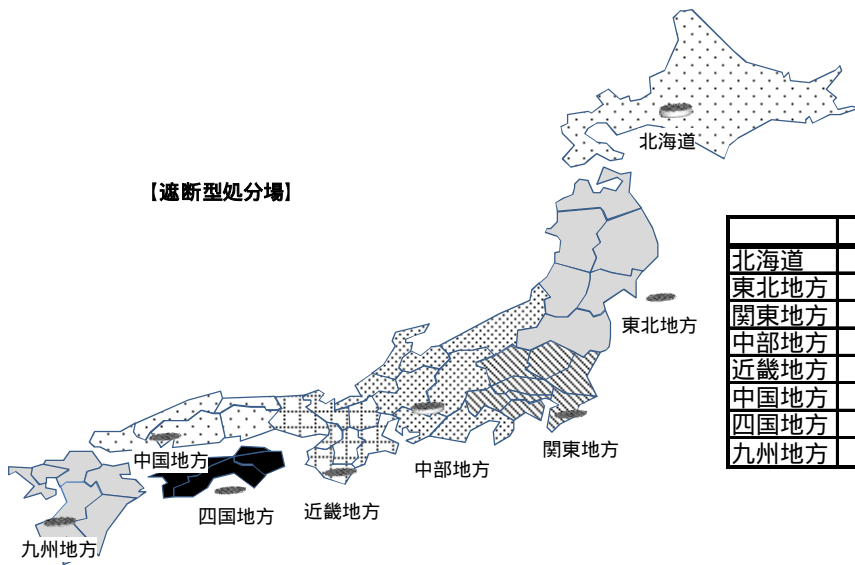 【遮断型処分場】
北海道
東北地方
関東地方
中部地方
近畿地方
中国地方
四国地方
九州地方
北海道
東北地方
関東地方
中部地方
近畿地方
中国地方
四国地方
九州地方